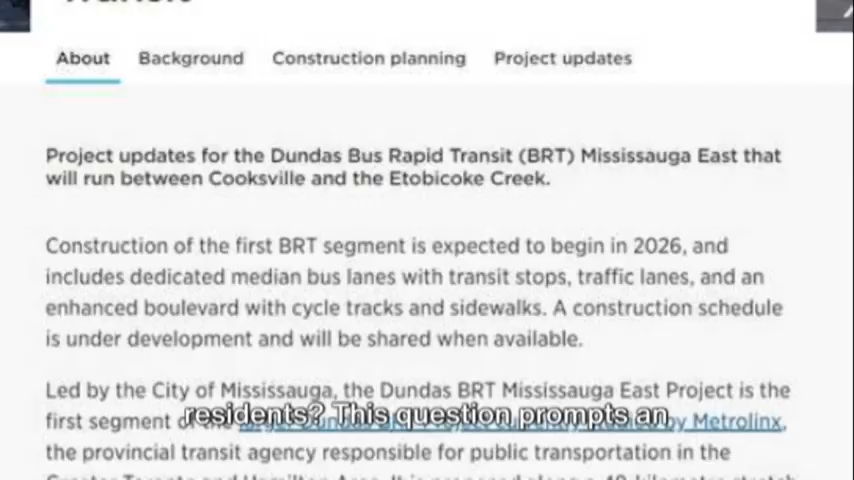 About Background Construction planning Project updates
Project updates for the Dundas Bus Rapid Transit (BRT) Mississauga East that
will run between Cooksville and the Etobicoke Creek.
Construction of the first BRT segment is expected to begin in 2026, and
includes dedicated median bus lanes with transit stops, traffic lanes, and an
enhanced boulevard with cycle tracks and sidewalks. A construction schedule
is under development and will be shared when available.
Led by the City of Mississauga, the Dundas BRT Mississauga East Project is the
first segment of the by Metrolinx,
residents? This question prompts an
the provincial transit agency responsible for public transportation in the